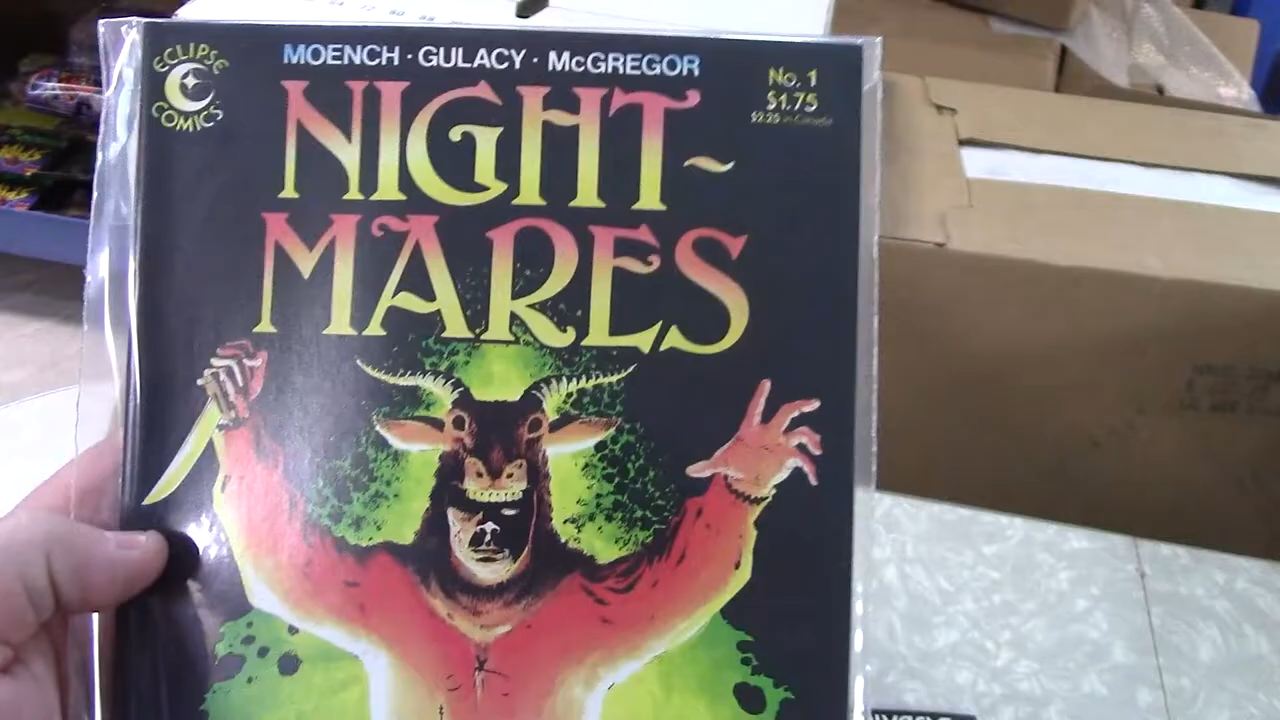 ECLIPSE
COMICS
MOENCH · GULACY · McGREGOR
No. 1
$1.75
$2.25 in Canada
NIGHT~
MARES